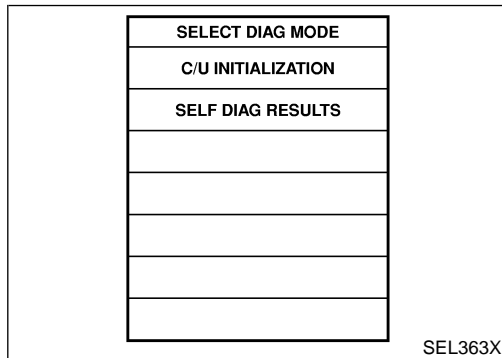 SELECT DIAG MODE
C/U INITIALIZATION
SELF DIAG RESULTS
SEL363X